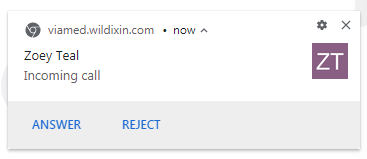 viamed.wildixin.com • now
Zoey Teal
Incoming call
ZT
ANSWER REJECT